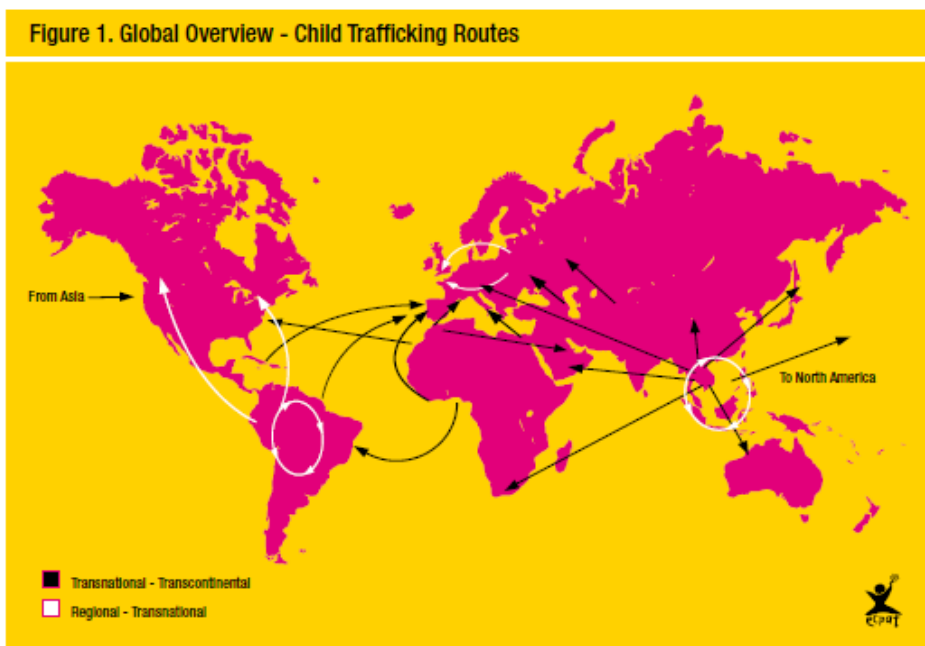 Figure 1. Global Overview - Child Trafficking Routes
From Asia
To North America
Transnational - Transcontinental
Regional - Transnational
ecpat